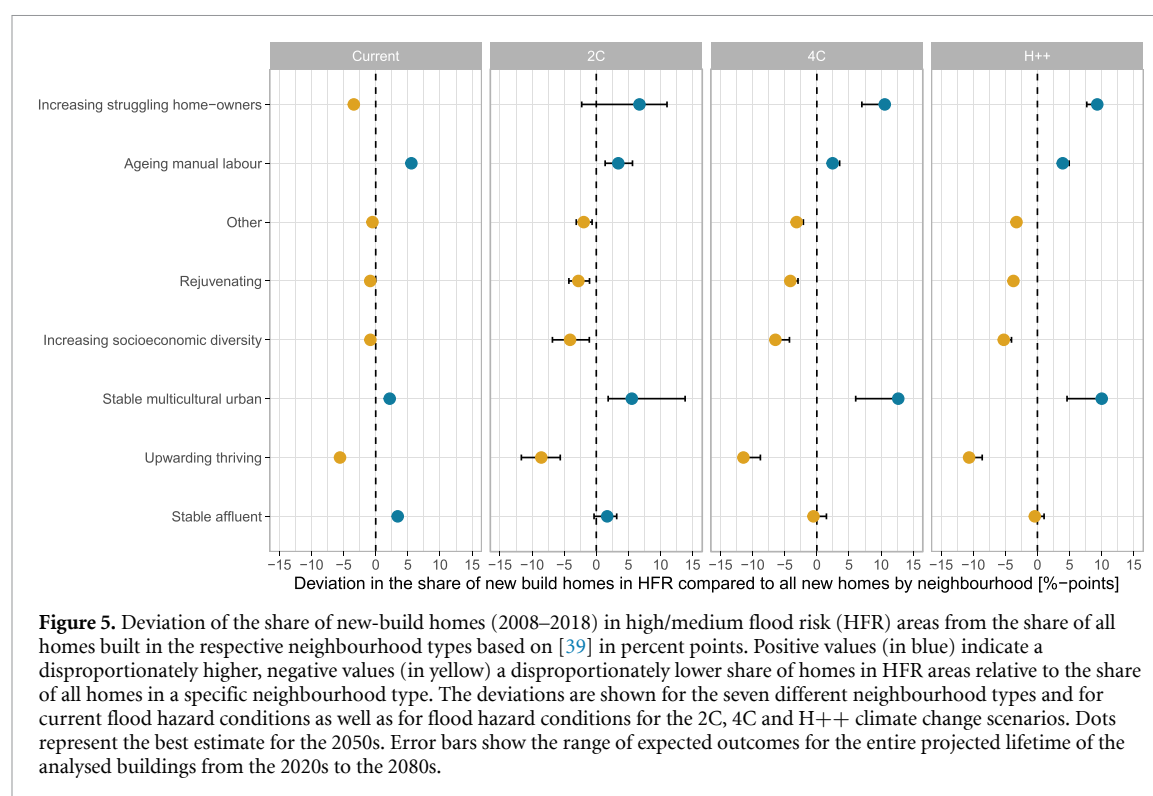 Current 2C 4C H++
Increasing struggling home−owners
Ageing manual labour
Other
Rejuvenating
Increasing socioeconomic diversity
Stable multicultural urban
Upwarding thriving
Stable affluent
−15 −10 −5 0 5 10 15 −15 −10 −5 0 5 10 15 −15 −10 −5 0 5 10 15 −15 −10 −5 0 5 10 15
Deviation in the share of new build homes in HFR compared to all new homes by neighbourhood [%−points]
Figure 5. Deviation of the share of new-build homes (2008–2018) in high/medium flood risk (HFR) areas from the share of all
homes built in the respective neighbourhood types based on [39] in percent points. Positive values (in blue) indicate a
disproportionately higher, negative values (in yellow) a disproportionately lower share of homes in HFR areas relative to the share
of all homes in a specific neighbourhood type. The deviations are shown for the seven different neighbourhood types and for
current flood hazard conditions as well as for flood hazard conditions for the 2C, 4C and H++ climate change scenarios. Dots
represent the best estimate for the 2050s. Error bars show the range of expected outcomes for the entire projected lifetime of the
analysed buildings from the 2020s to the 2080s.